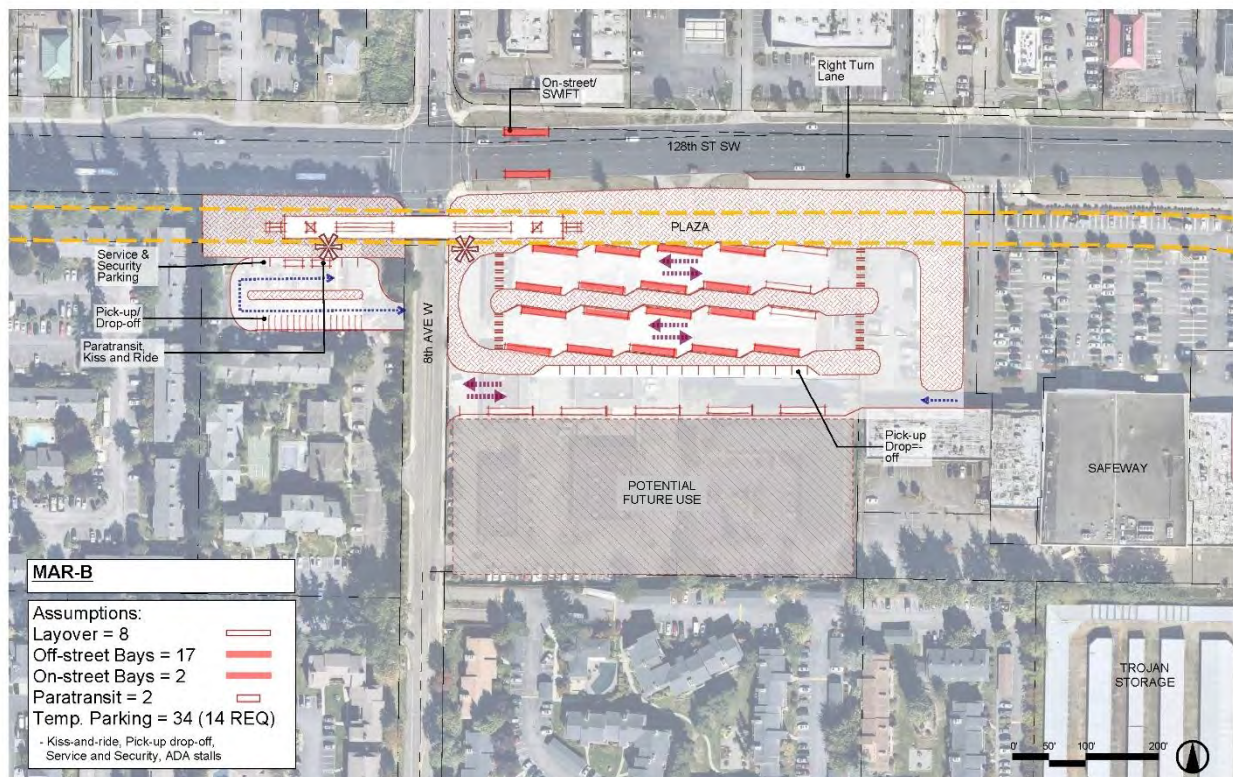 On-street/
SWIFT
Right Turn
Lane
128th ST SW
PLAZA
Service &
Security
Parking
Pick-up/
Drop-off
Paratransit,
Kiss and Ride
8th AVE W
Pick-up
Drop=-
off
POTENTIAL
FUTURE USE
SAFEWAY
TROJAN
STORAGE
MAR-B
Assumptions:
Layover = 8
Off-street Bays = 17
On-street Bays = 2
Paratransit = 2
Temp. Parking = 34 (14 REQ)
- Kiss-and-ride, Pick-up drop-off,
Service and Security, ADA stalls
0' 50' 100' 200'